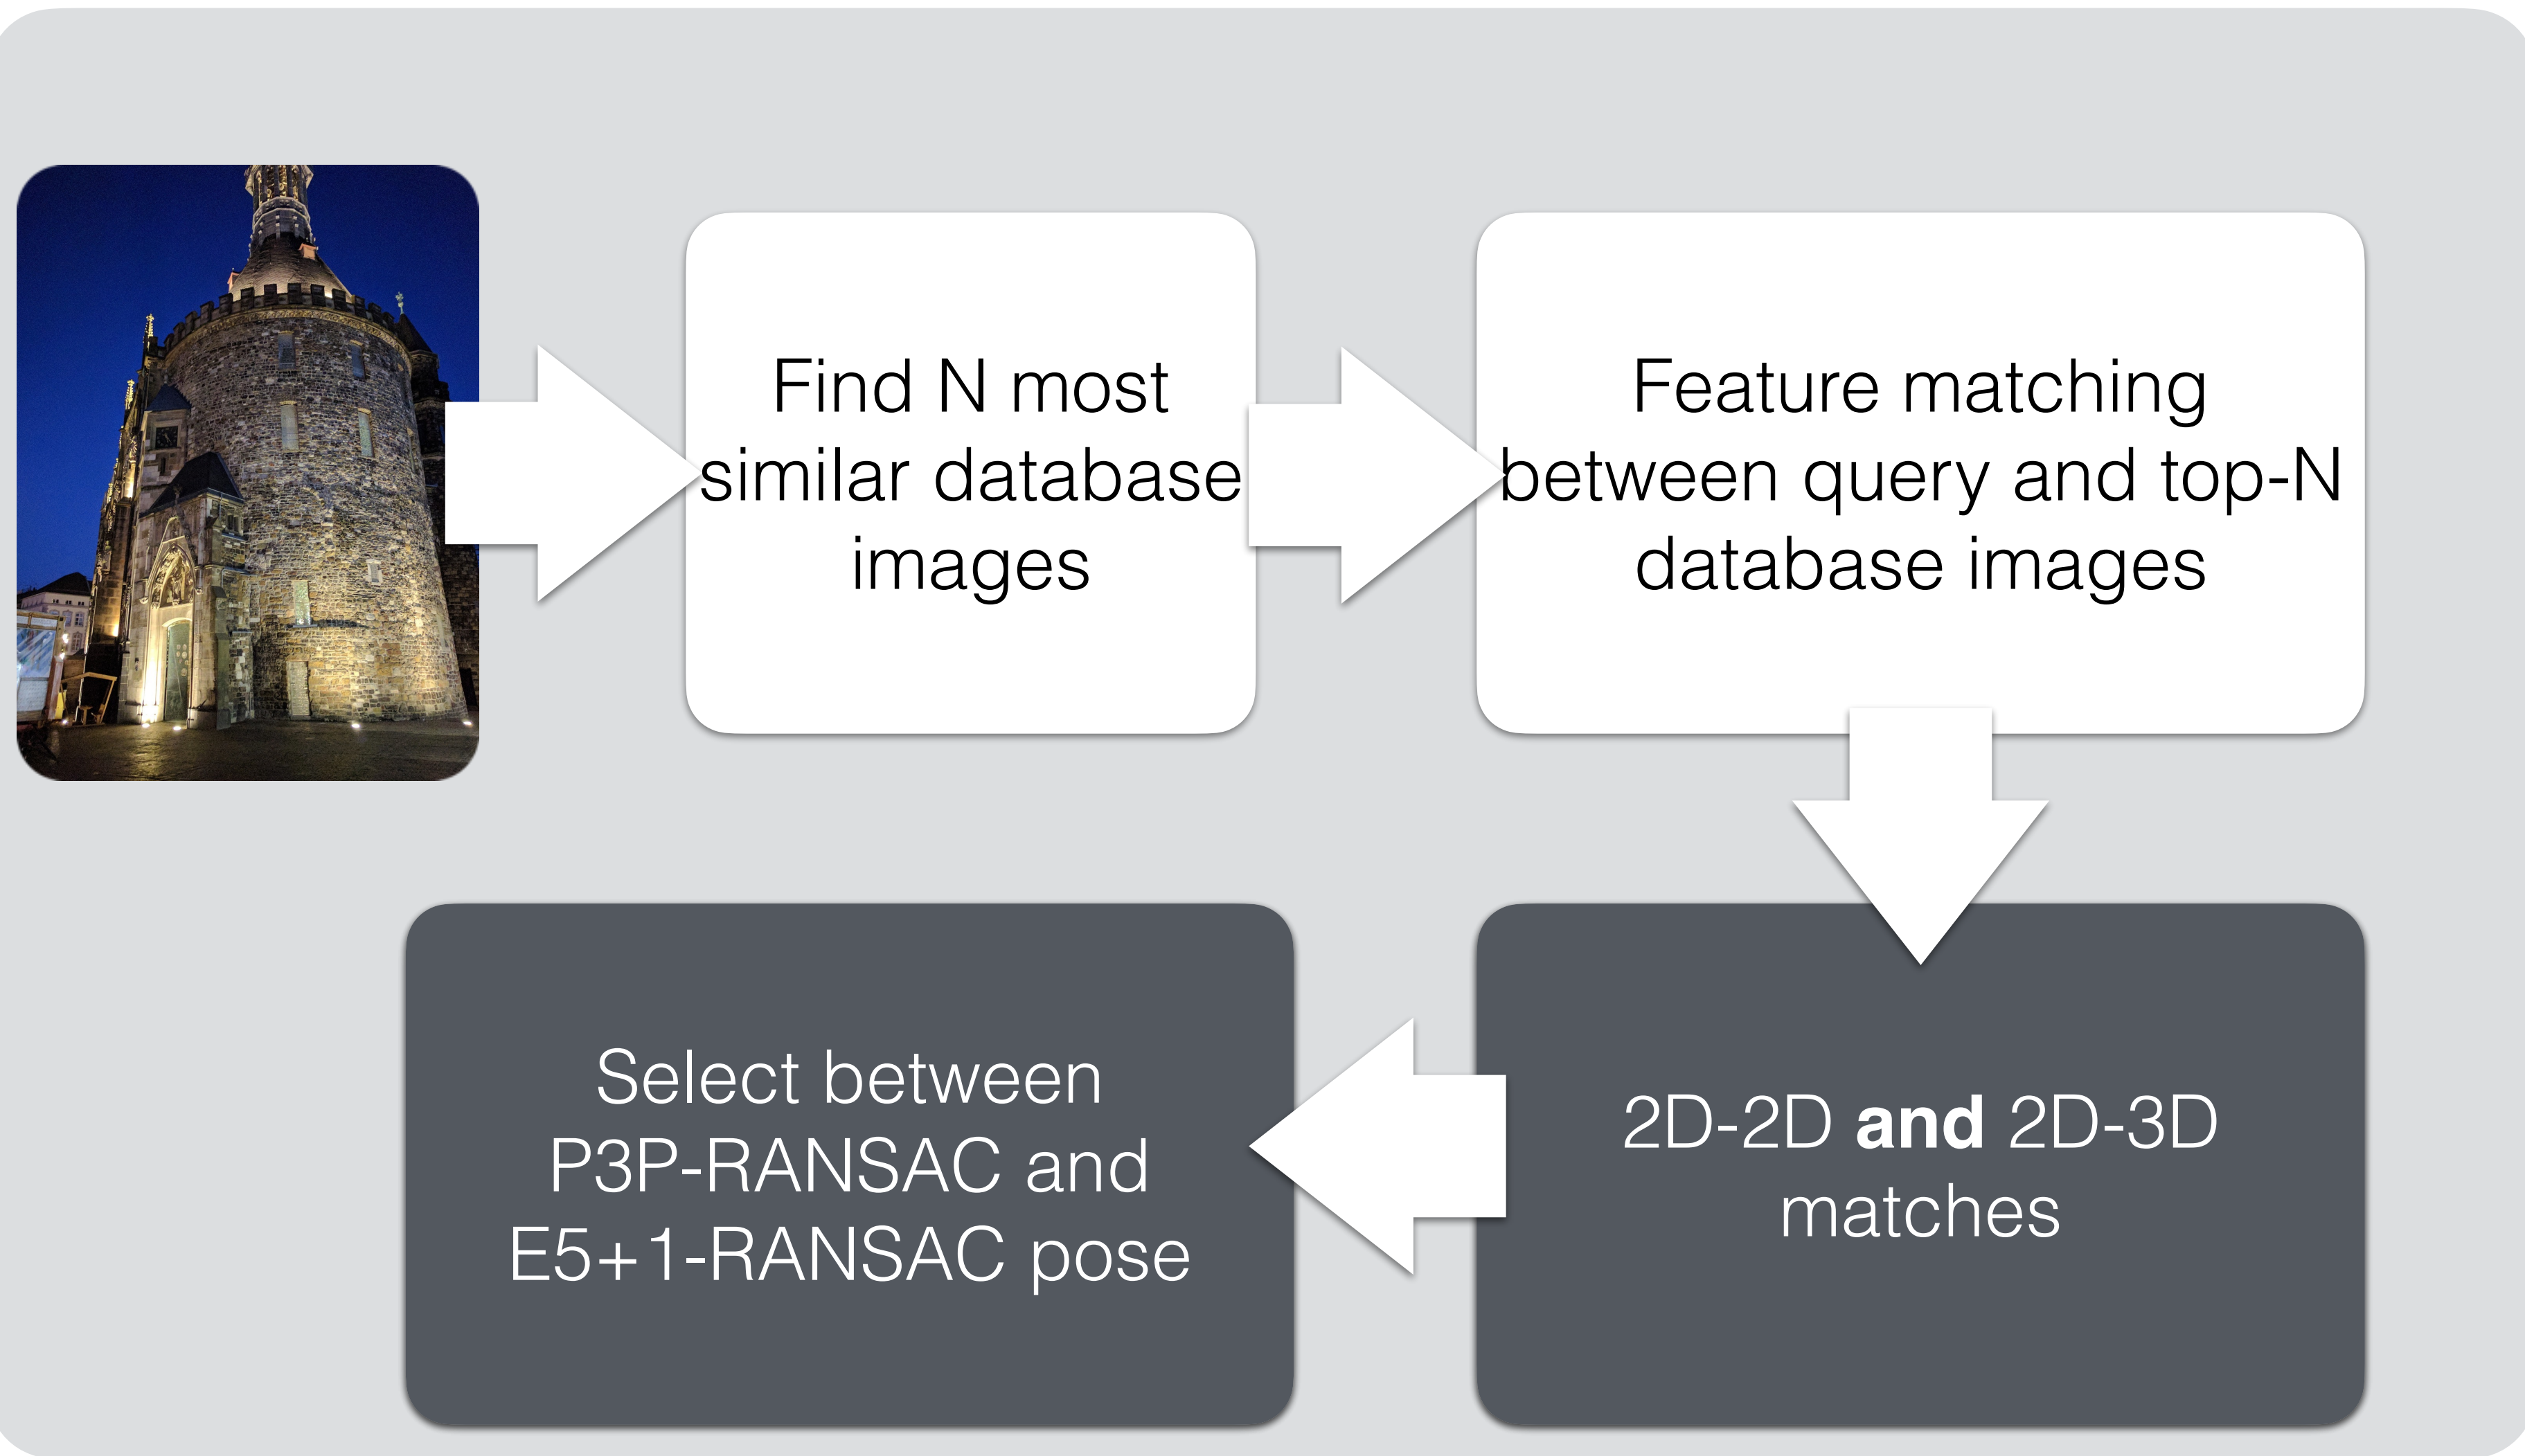 Find N most
similar database
images
Feature matching
between query and top-N
database images
2D-2D and 2D-3D
matches
Select between
P3P-RANSAC and
E5+1-RANSAC pose